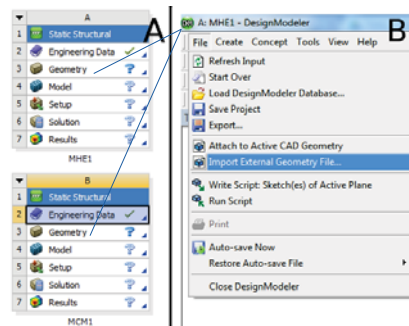 A
A
1 Static Structural
2 Engineering Data
3 Geometry
4 Model
5 Setup
6 Solution
7 Results
MHE1
B
1 Static Structural
2 Engineering Data
3 Geometry
4 Model
5 Setup
6 Solution
7 Results
MCM1
B
A: MHE1 - DesignModeler
File Create Concept Tools View Help
Refresh Input
Start Over
Load DesignModeler Database...
Save Project
Export...
Attach to Active CAD Geometry
Import External Geometry File...
Write Script: Sketch(es) of Active Plane
Run Script
Print
Auto-save Now
Restore Auto-save File
Close DesignModeler